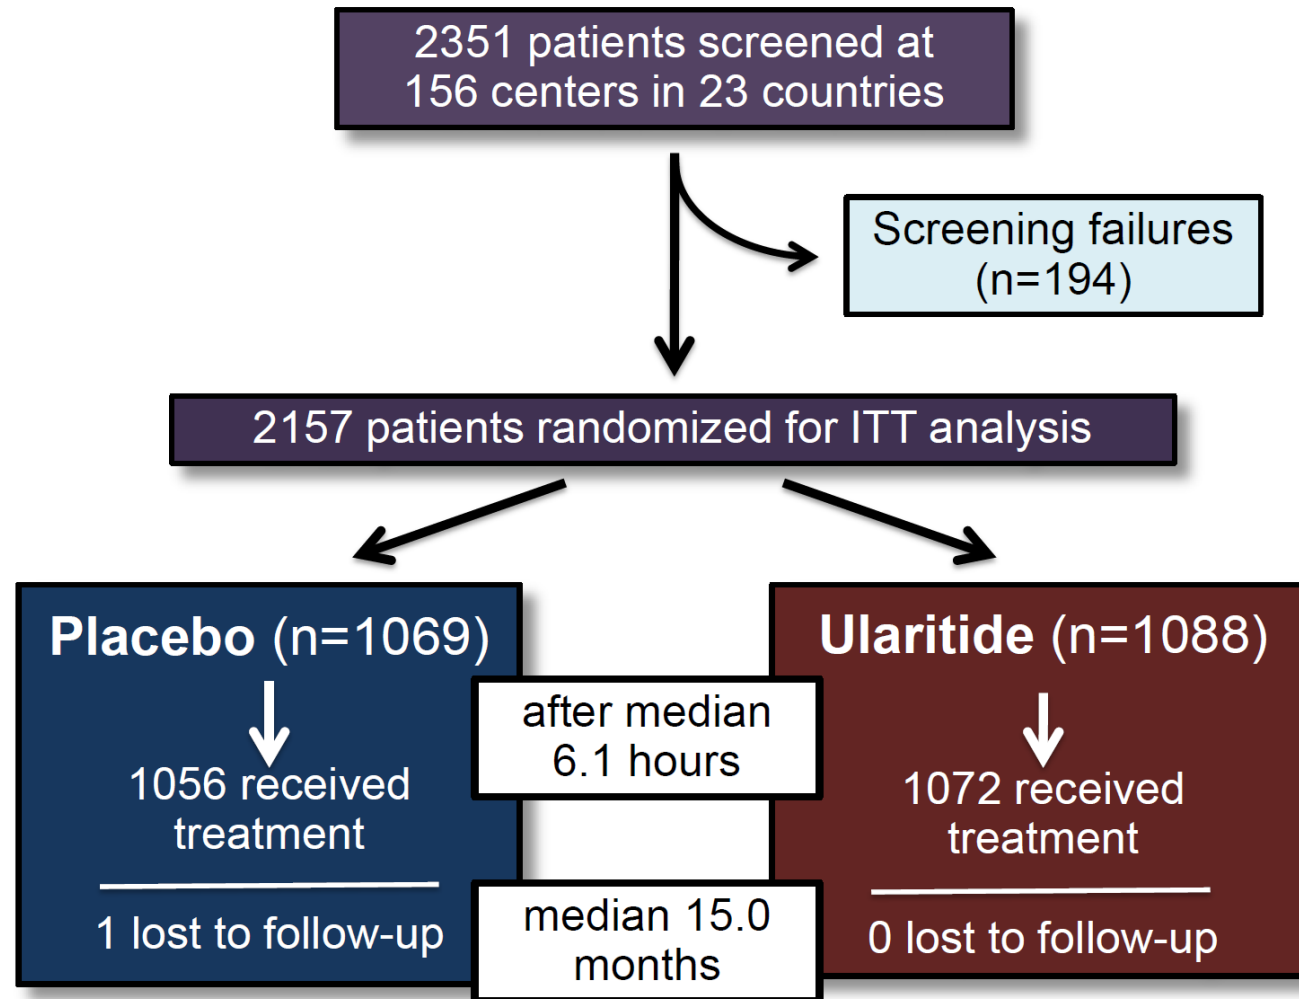 2351 patients screened at
156 centers in 23 countries
Screening failures
(n=194)
2157 patients randomized for ITT analysis
Placebo (n=1069)
1056 received
treatment
1 lost to follow-up
after median
6.1 hours
median 15.0
months
Ularitide (n=1088)
1072 received
treatment
0 lost to follow-up